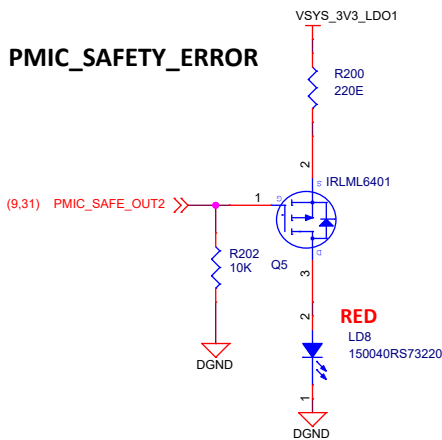 VSYS_3V3_LDO1
PMIC_SAFETY_ERROR
R200
220E
2
S
IRLML6401
(9,31) PMIC_SAFE_OUT2
1
G
R202
10K
Q5
D
3
DGND
RED
2
LD8
150040RS73220
1
DGND